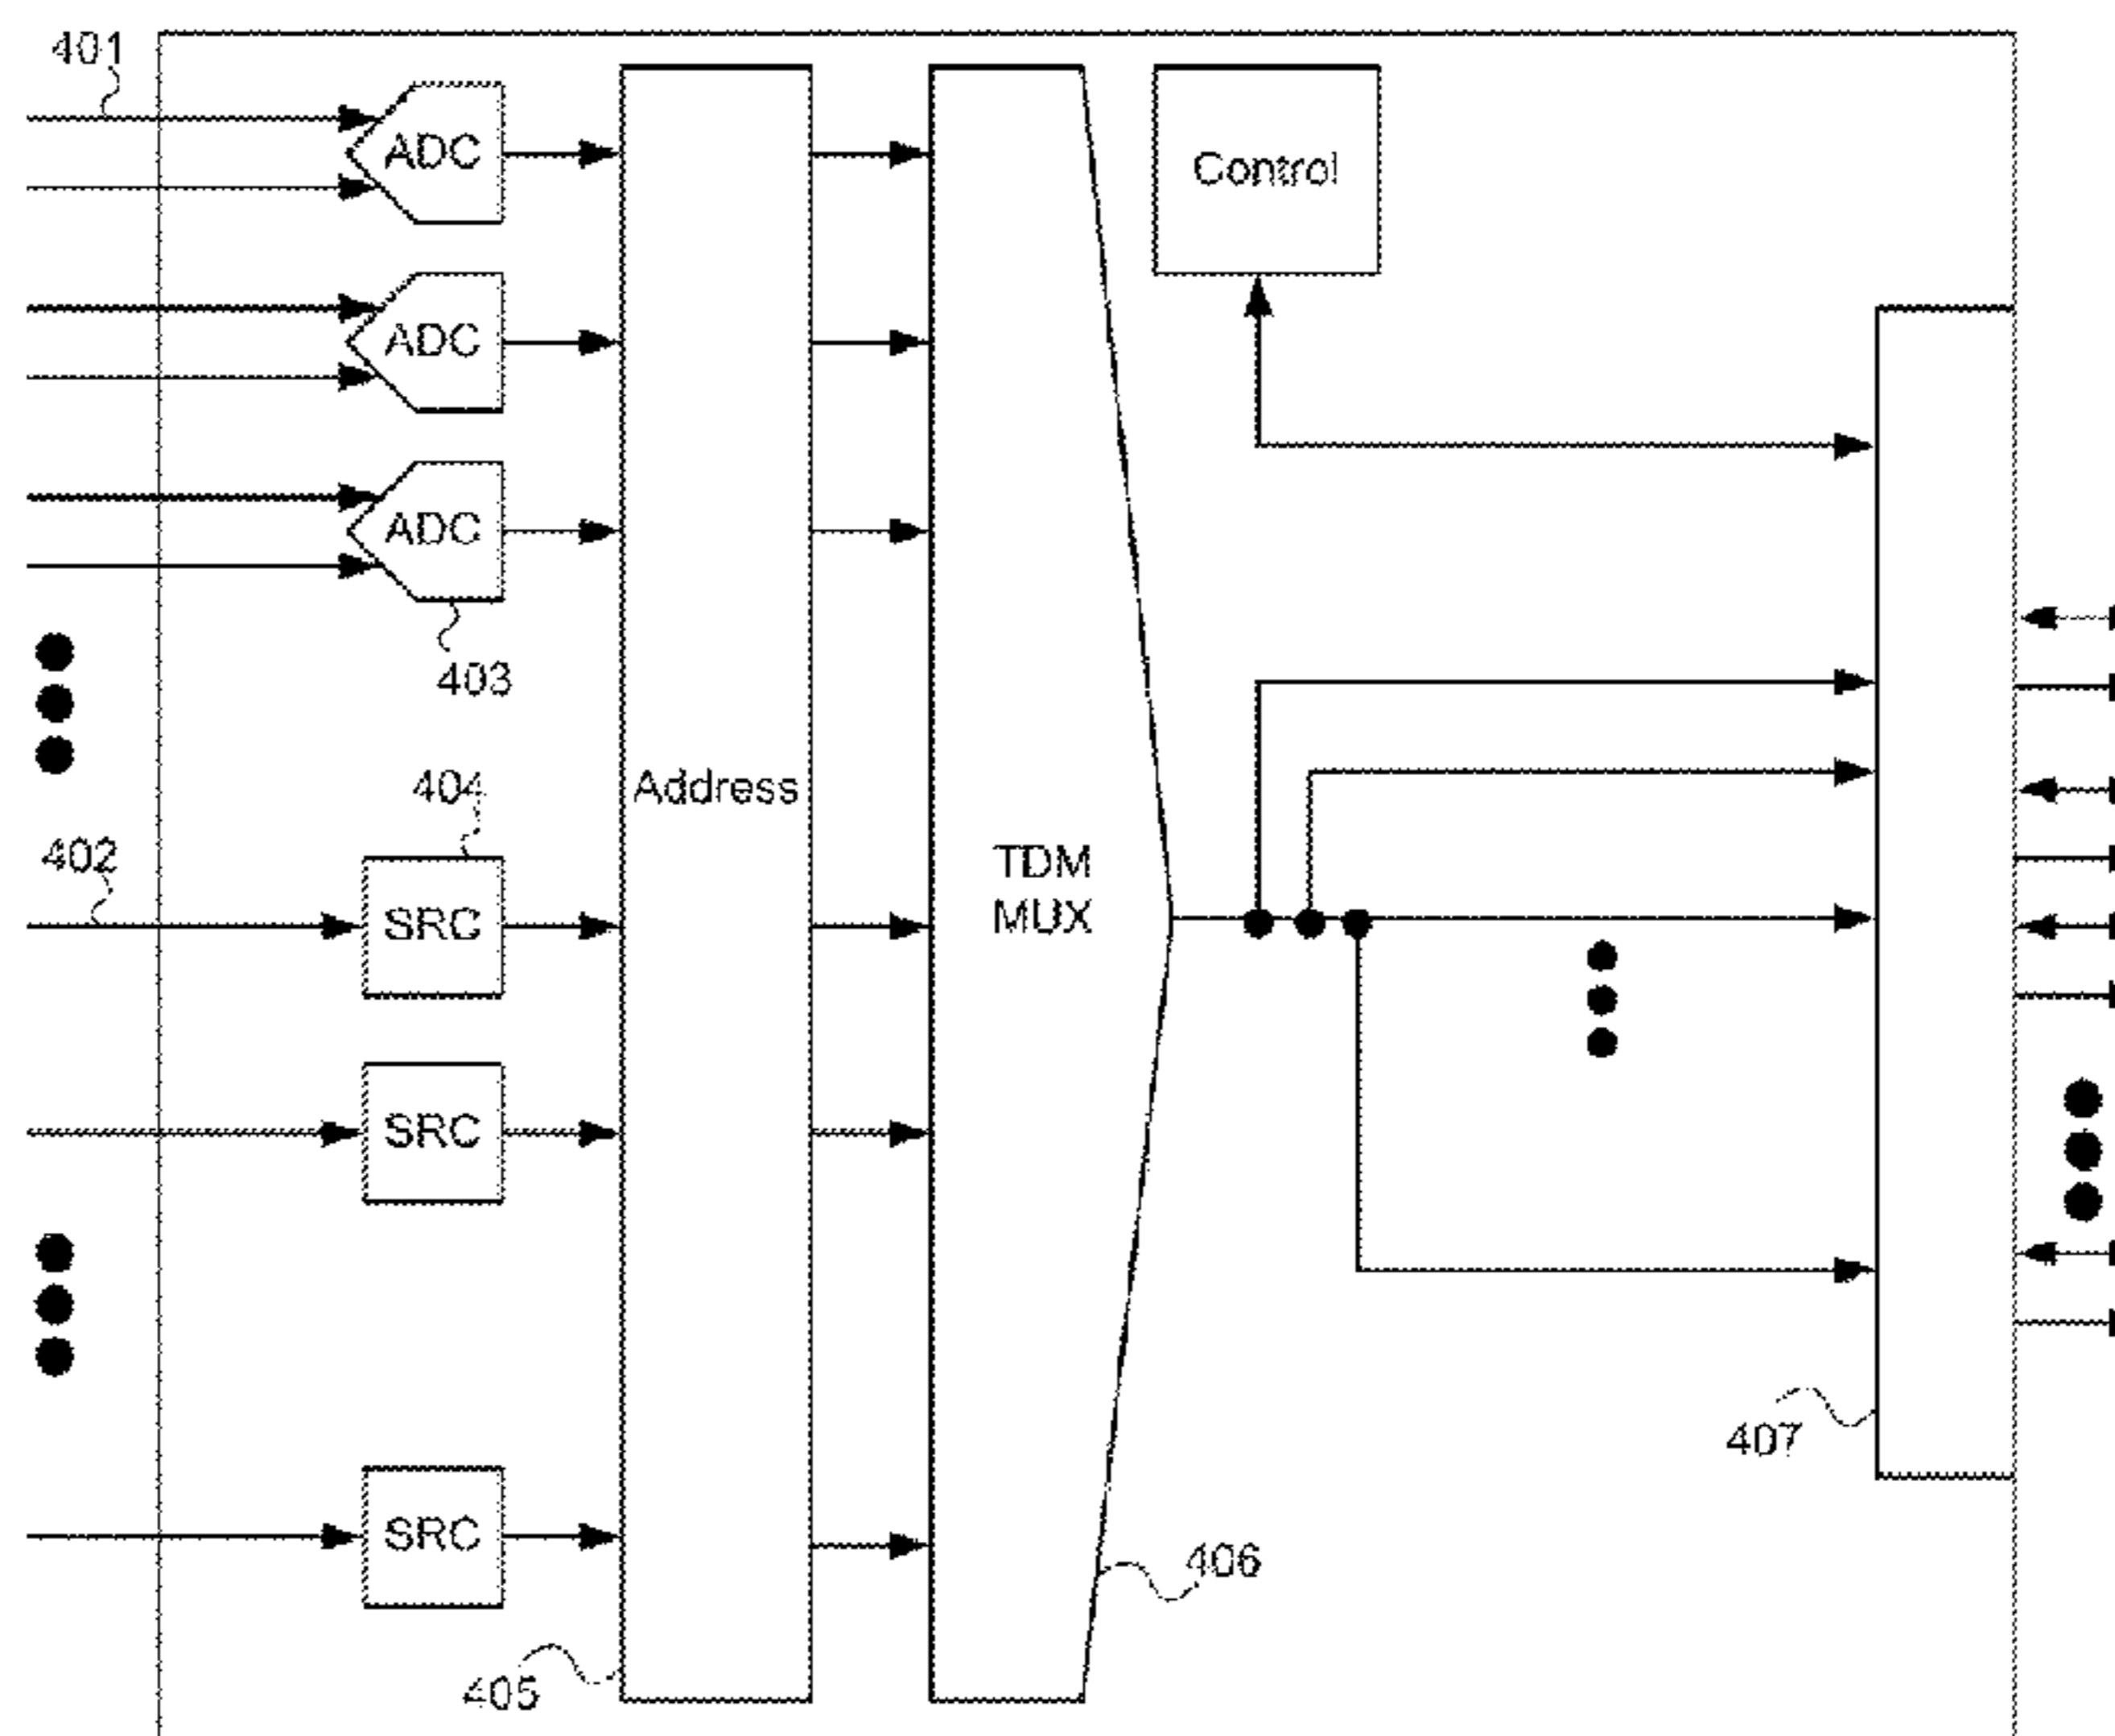 401
ADC
Control
ADC
ADC
403
404
Address
402
SRC
TDM
MUX
SRC
407
SRC
406
405